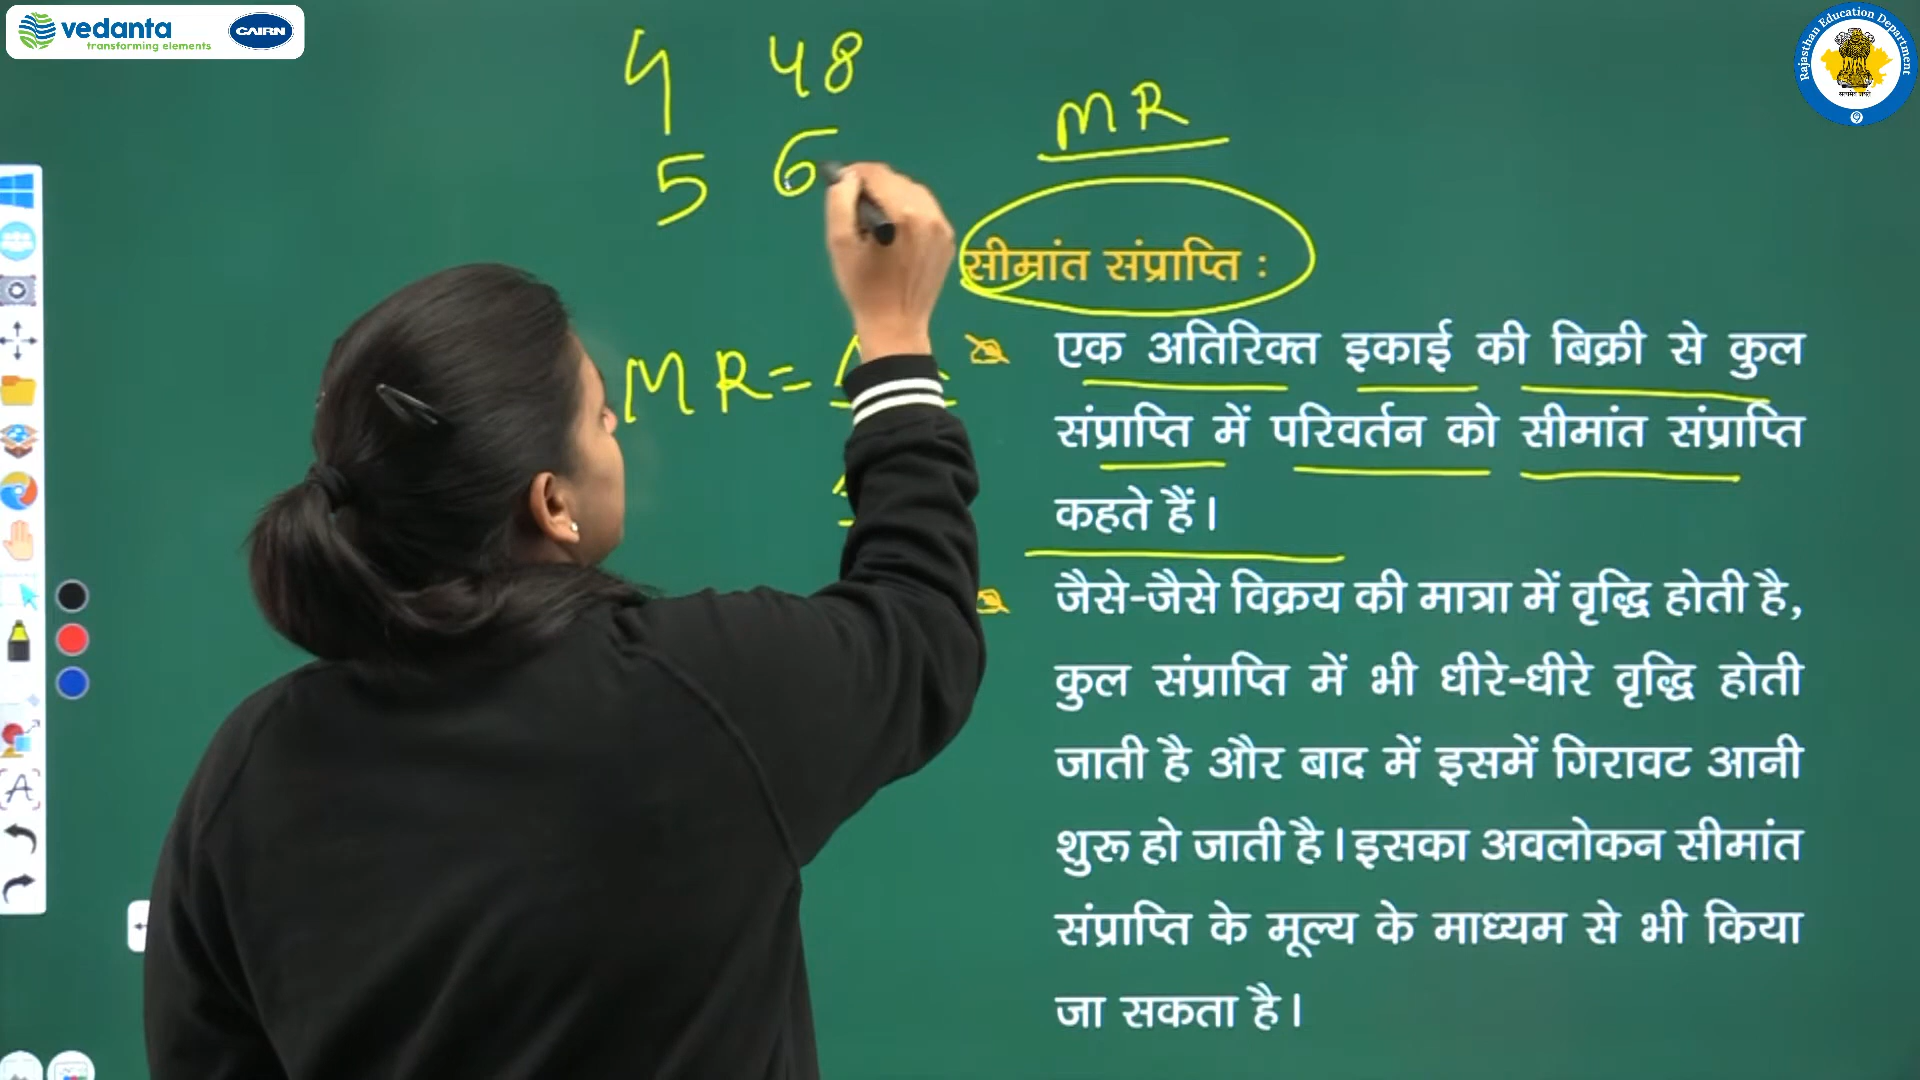 vedanta
transforming elements
CAIRN
Rajasthan Education Department
4 48
5 6
MR
सीमांत संप्राप्ति :
MR=
एक अतिरिक्त इकाई की बिक्री से कुल
संप्राप्ति में परिवर्तन को सीमांत संप्राप्ति
कहते हैं।
जैसे-जैसे विक्रय की मात्रा में वृद्धि होती है,
कुल संप्राप्ति में भी धीरे-धीरे वृद्धि होती
जाती है और बाद में इसमें गिरावट आनी
शुरू हो जाती है। इसका अवलोकन सीमांत
संप्राप्ति के मूल्य के माध्यम से भी किया
जा सकता है।